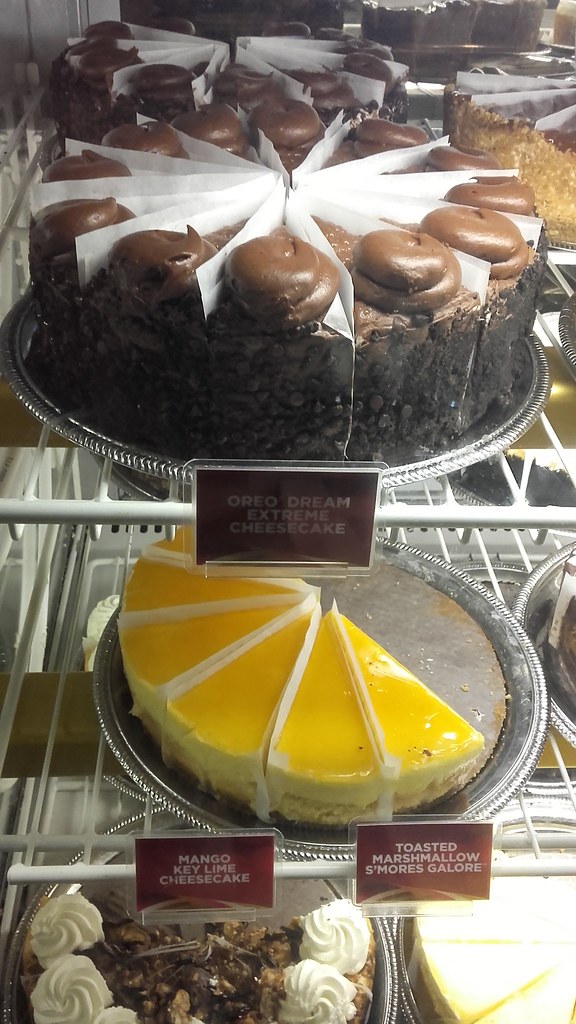 OREO DREAM
EXTREME
CHEESECAKE
MANGO
KEY LIME
CHEESECAKE
TOASTED
MARSHMALLOW
S'MORES GALORE